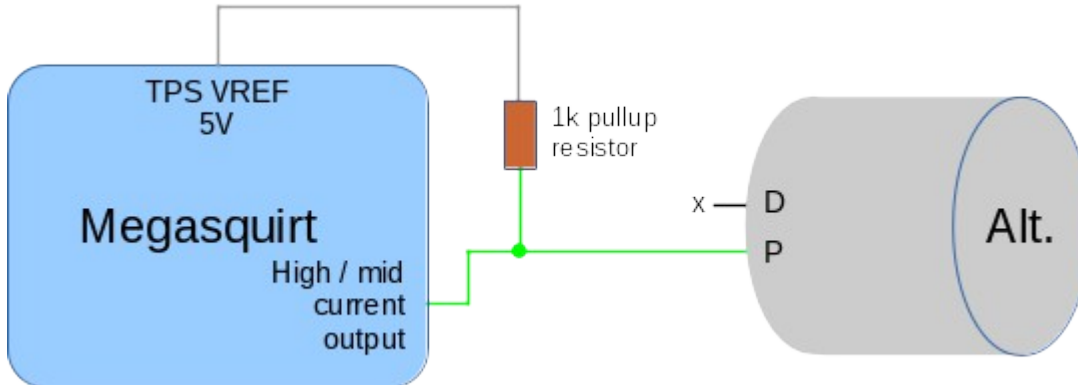 TPS VREF
5V
1k pullup
resistor
Megasquirt
High / mid
current
output
x
D
P
Alt.